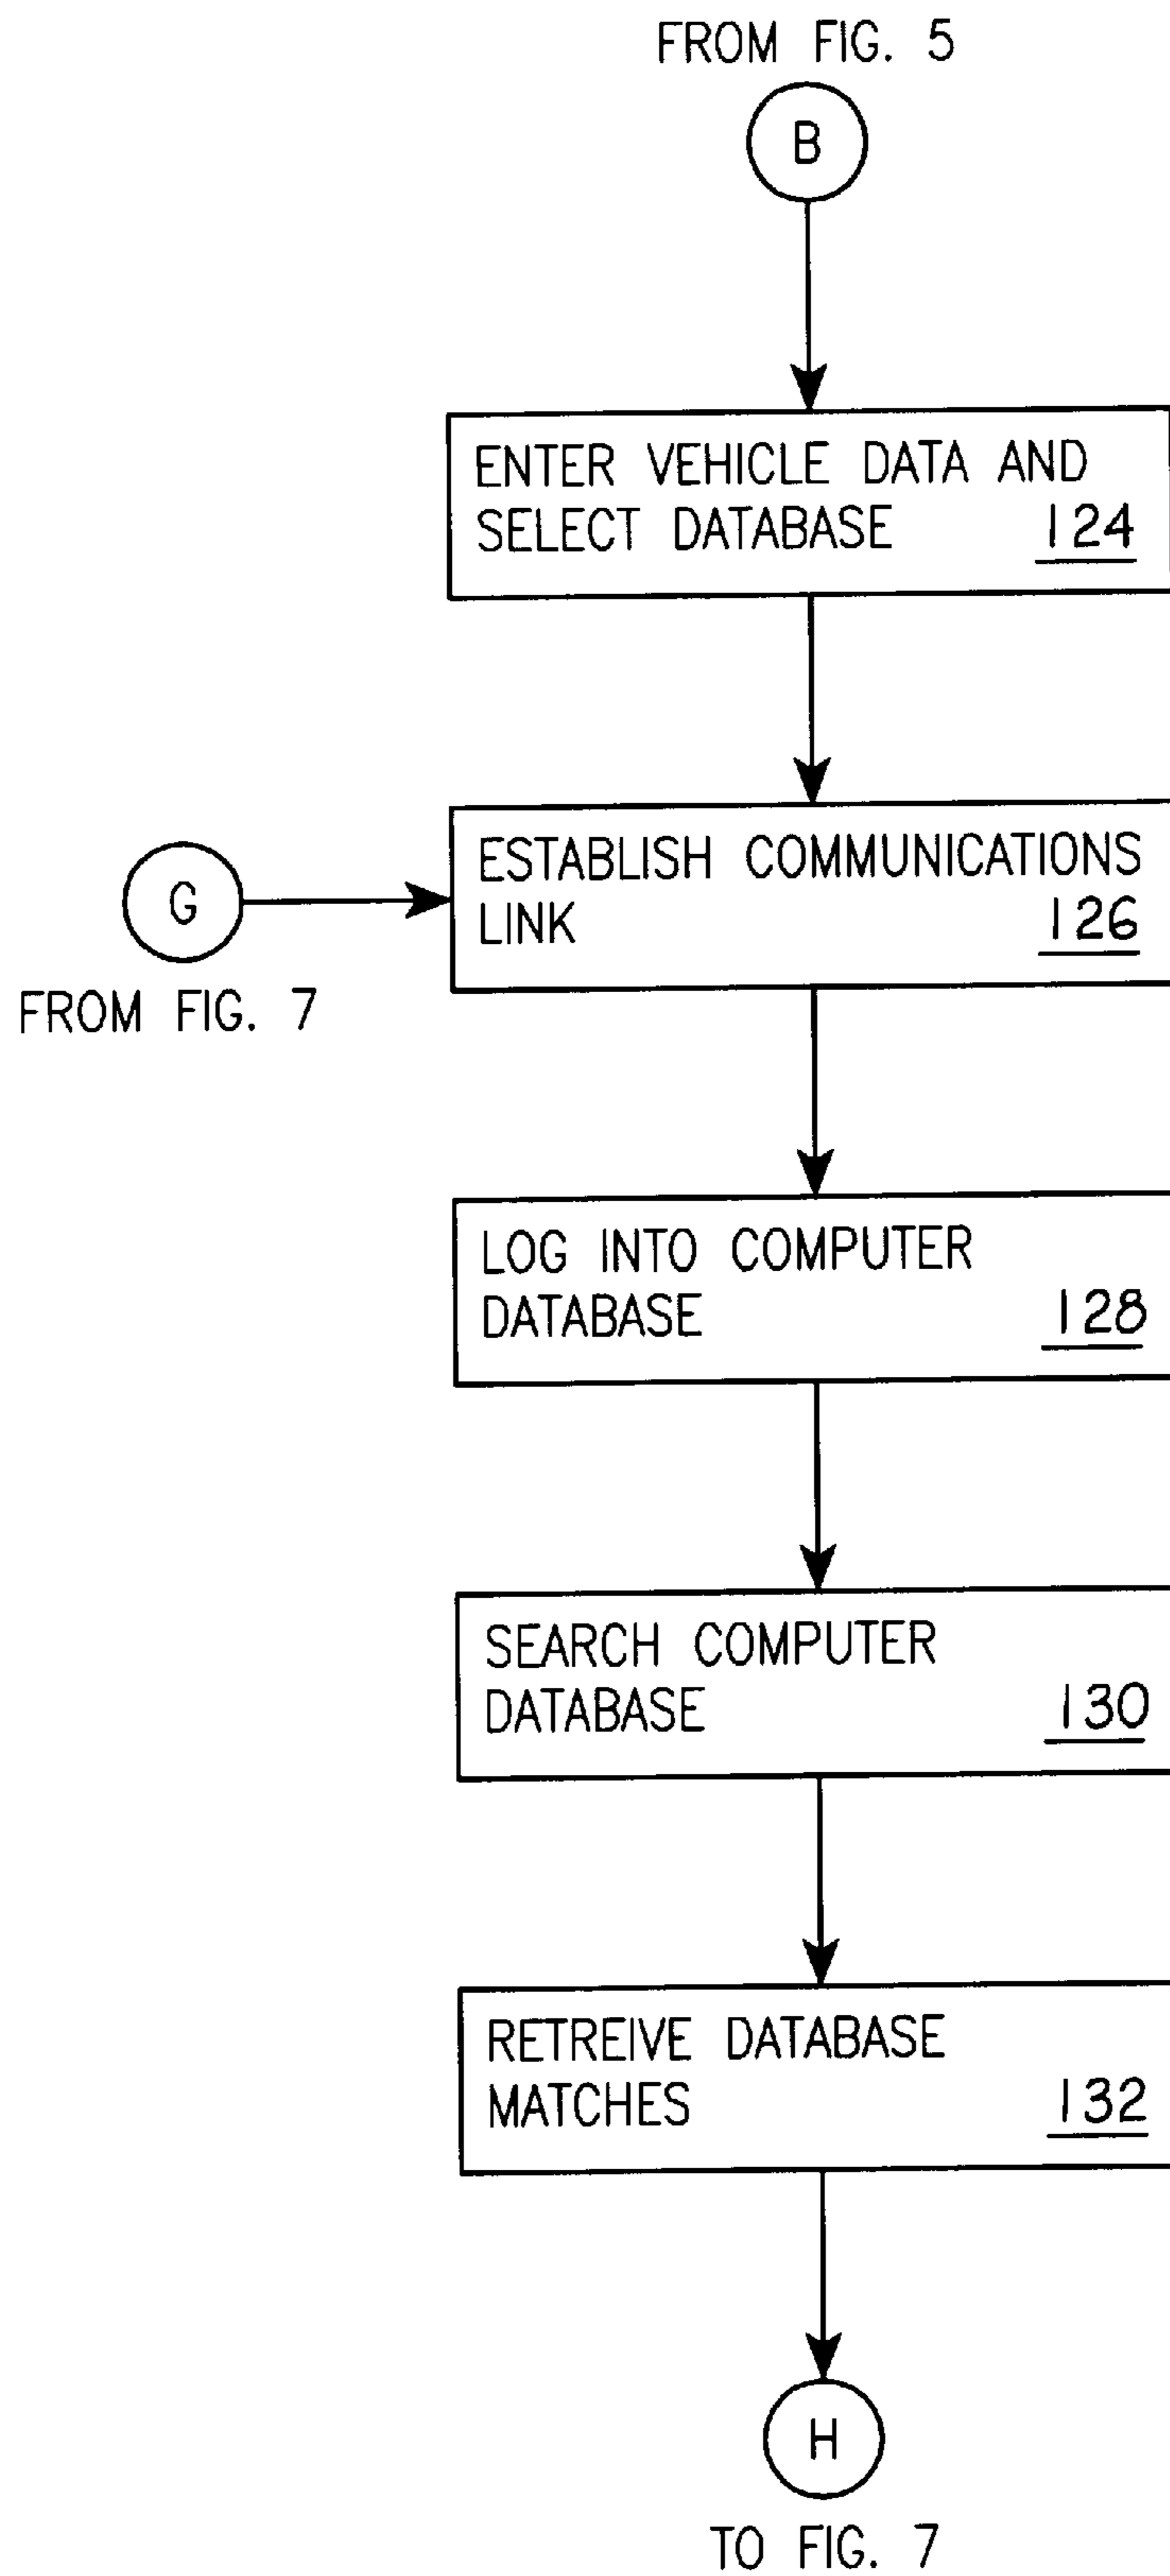 FROM FIG. 5
B
ENTER VEHICLE DATA AND
SELECT DATABASE 124
ESTABLISH COMMUNICATIONS
LINK 126
G
FROM FIG. 7
LOG INTO COMPUTER
DATABASE 128
SEARCH COMPUTER
DATABASE 130
RETREIVE DATABASE
MATCHES 132
H
TO FIG. 7